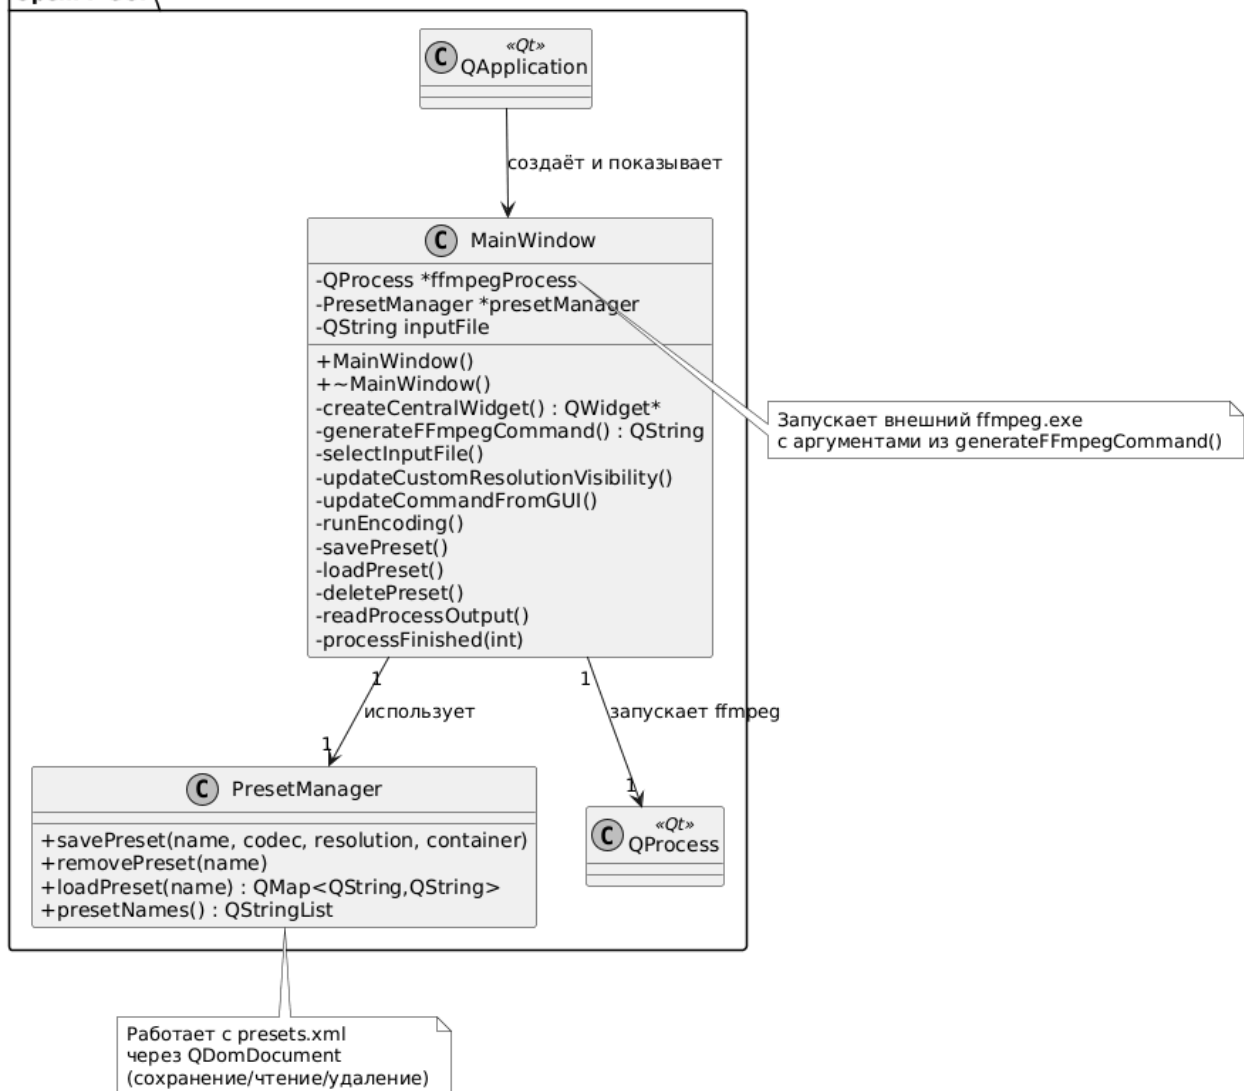 C
«Qt»
QApplication
создаёт и показывает
C
MainWindow
-QProcess *ffmpegProcess
-PresetManager *presetManager
-QString inputFile
+MainWindow()
+~MainWindow()
-createCentralWidget() : QWidget*
-generateFFmpegCommand() : QString
-selectInputFile()
-updateCustomResolutionVisibility()
-updateCommandFromGUI()
-runEncoding()
-savePreset()
-loadPreset()
-deletePreset()
-readProcessOutput()
-processFinished(int)
Запускает внешний ffmpeg.exe
с аргументами из generateFFmpegCommand()
1
использует
1
1
запускает ffmpeg
1
C
PresetManager
+savePreset(name, codec, resolution, container)
+removePreset(name)
+loadPreset(name) : QMap<QString,QString>
+presetNames() : QStringList
C
«Qt»
QProcess
Работает с presets.xml
через QDomDocument
(сохранение/чтение/удаление)